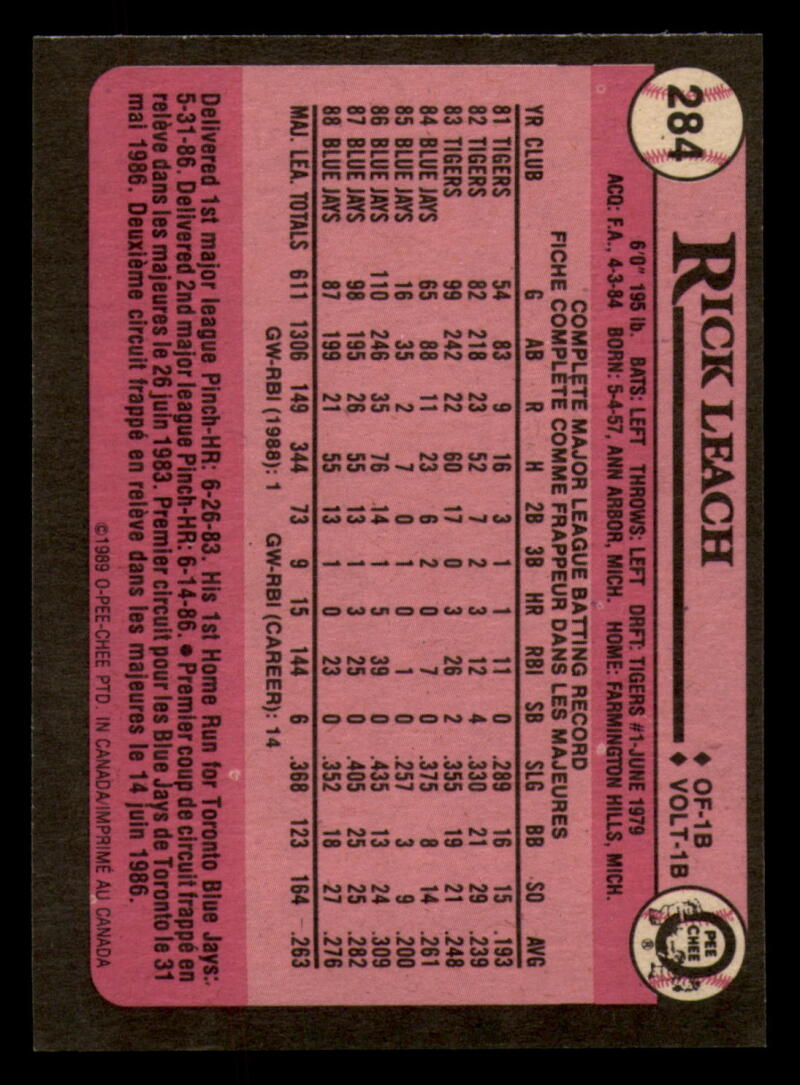 284
RICK LEACH
♦ OF-1B
♦ VOLT-1B
O
PEE
CHEE
®
6'0" 195 lb. BATS: LEFT THROWS: LEFT DRFT: TIGERS #1-JUNE 1979
ACQ: F.A., 4-3-84 BORN: 5-4-57, ANN ARBOR, MICH. HOME: FARMINGTON HILLS, MICH.
COMPLETE MAJOR LEAGUE BATTING RECORD
FICHE COMPLÈTE COMME FRAPPEUR DANS LES MAJEURES
YR CLUB G AB R H 2B 3B HR RBI SB SLG BB SO AVG
81 TIGERS 54 83 9 16 3 1 1 11 0 .289 16 15 .193
82 TIGERS 82 218 23 52 7 2 3 12 4 .330 21 29 .239
83 TIGERS 99 242 22 60 17 0 3 26 2 .355 19 21 .248
84 BLUE JAYS 65 88 11 23 6 2 0 7 0 .375 8 14 .261
85 BLUE JAYS 16 35 2 7 0 1 0 1 0 .257 3 9 .200
86 BLUE JAYS 110 246 35 76 14 1 5 39 0 .435 13 24 .309
87 BLUE JAYS 98 195 26 55 13 1 3 25 0 .405 25 25 .282
88 BLUE JAYS 87 199 21 55 13 1 0 23 0 .352 18 27 .276
MAJ. LEA. TOTALS 611 1306 149 344 73 9 15 144 6 .368 123 164 .263
GW-RBI (1988): 1 GW-RBI (CAREER): 14
Delivered 1st major league Pinch-HR: 6-26-83. His 1st Home Run for Toronto Blue Jays:
5-31-86. Delivered 2nd major league Pinch-HR: 6-14-86. ● Premier coup de circuit frappé en
relève dans les majeures le 26 juin 1983. Premier circuit pour les Blue Jays de Toronto le 31
mai 1986. Deuxième circuit frappé en relève dans les majeures le 14 juin 1986.
©1989 O-PEE-CHEE PTD. IN CANADA/IMPRIMÉ AU CANADA